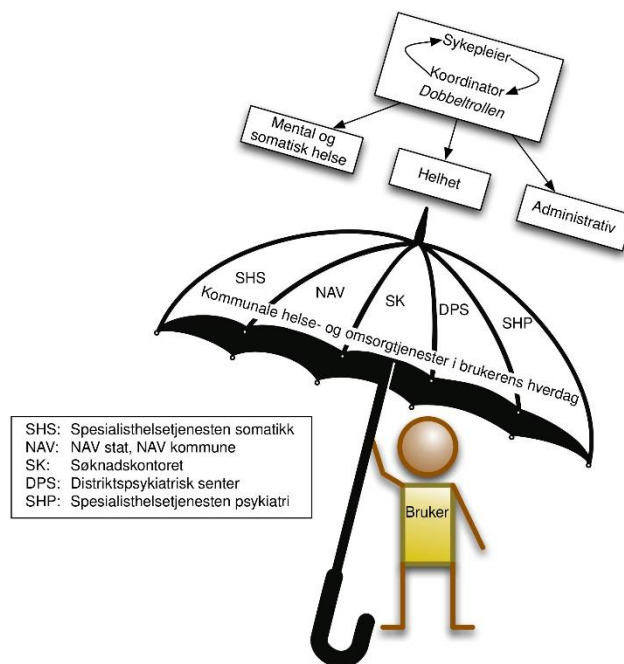 Sykepleier
Koordinator
Dobbeltrollen
Mental og
somatisk helse
Helhet
Administrativ
SHS
NAV
SK
DPS
SHP
Kommunale helse- og omsorgtjenester i brukerens hverdag
SHS: Spesialisthelsetjenesten somatikk
NAV: NAV stat, NAV kommune
SK: Søknadskontoret
DPS: Distriktspsykiatrisk senter
SHP: Spesialisthelsetjenesten psykiatri
Bruker